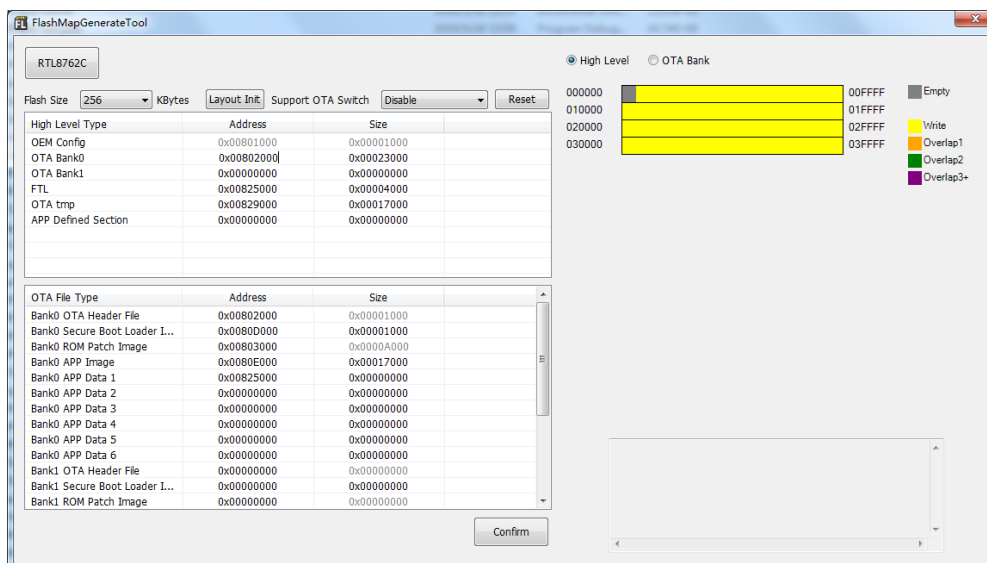 FL FlashMapGenerateTool
RTL8762C
High Level OTA Bank
Flash Size 256 KBytes Layout Init Support OTA Switch Disable Reset
High Level Type Address Size
OEM Config 0x00801000 0x00001000
OTA Bank0 0x00802000 0x00023000
OTA Bank1 0x00000000 0x00000000
FTL 0x00825000 0x00004000
OTA tmp 0x00829000 0x00017000
APP Defined Section 0x00000000 0x00000000
OTA File Type Address Size
Bank0 OTA Header File 0x00802000 0x00001000
Bank0 Secure Boot Loader I... 0x0080D000 0x00001000
Bank0 ROM Patch Image 0x00803000 0x0000A000
Bank0 APP Image 0x0080E000 0x00017000
Bank0 APP Data 1 0x00825000 0x00000000
Bank0 APP Data 2 0x00000000 0x00000000
Bank0 APP Data 3 0x00000000 0x00000000
Bank0 APP Data 4 0x00000000 0x00000000
Bank0 APP Data 5 0x00000000 0x00000000
Bank0 APP Data 6 0x00000000 0x00000000
Bank1 OTA Header File 0x00000000 0x00000000
Bank1 Secure Boot Loader I... 0x00000000 0x00000000
Bank1 ROM Patch Image 0x00000000 0x00000000
Confirm
000000 00FFFF
010000 01FFFF
020000 02FFFF
030000 03FFFF
Empty
Write
Overlap1
Overlap2
Overlap3+